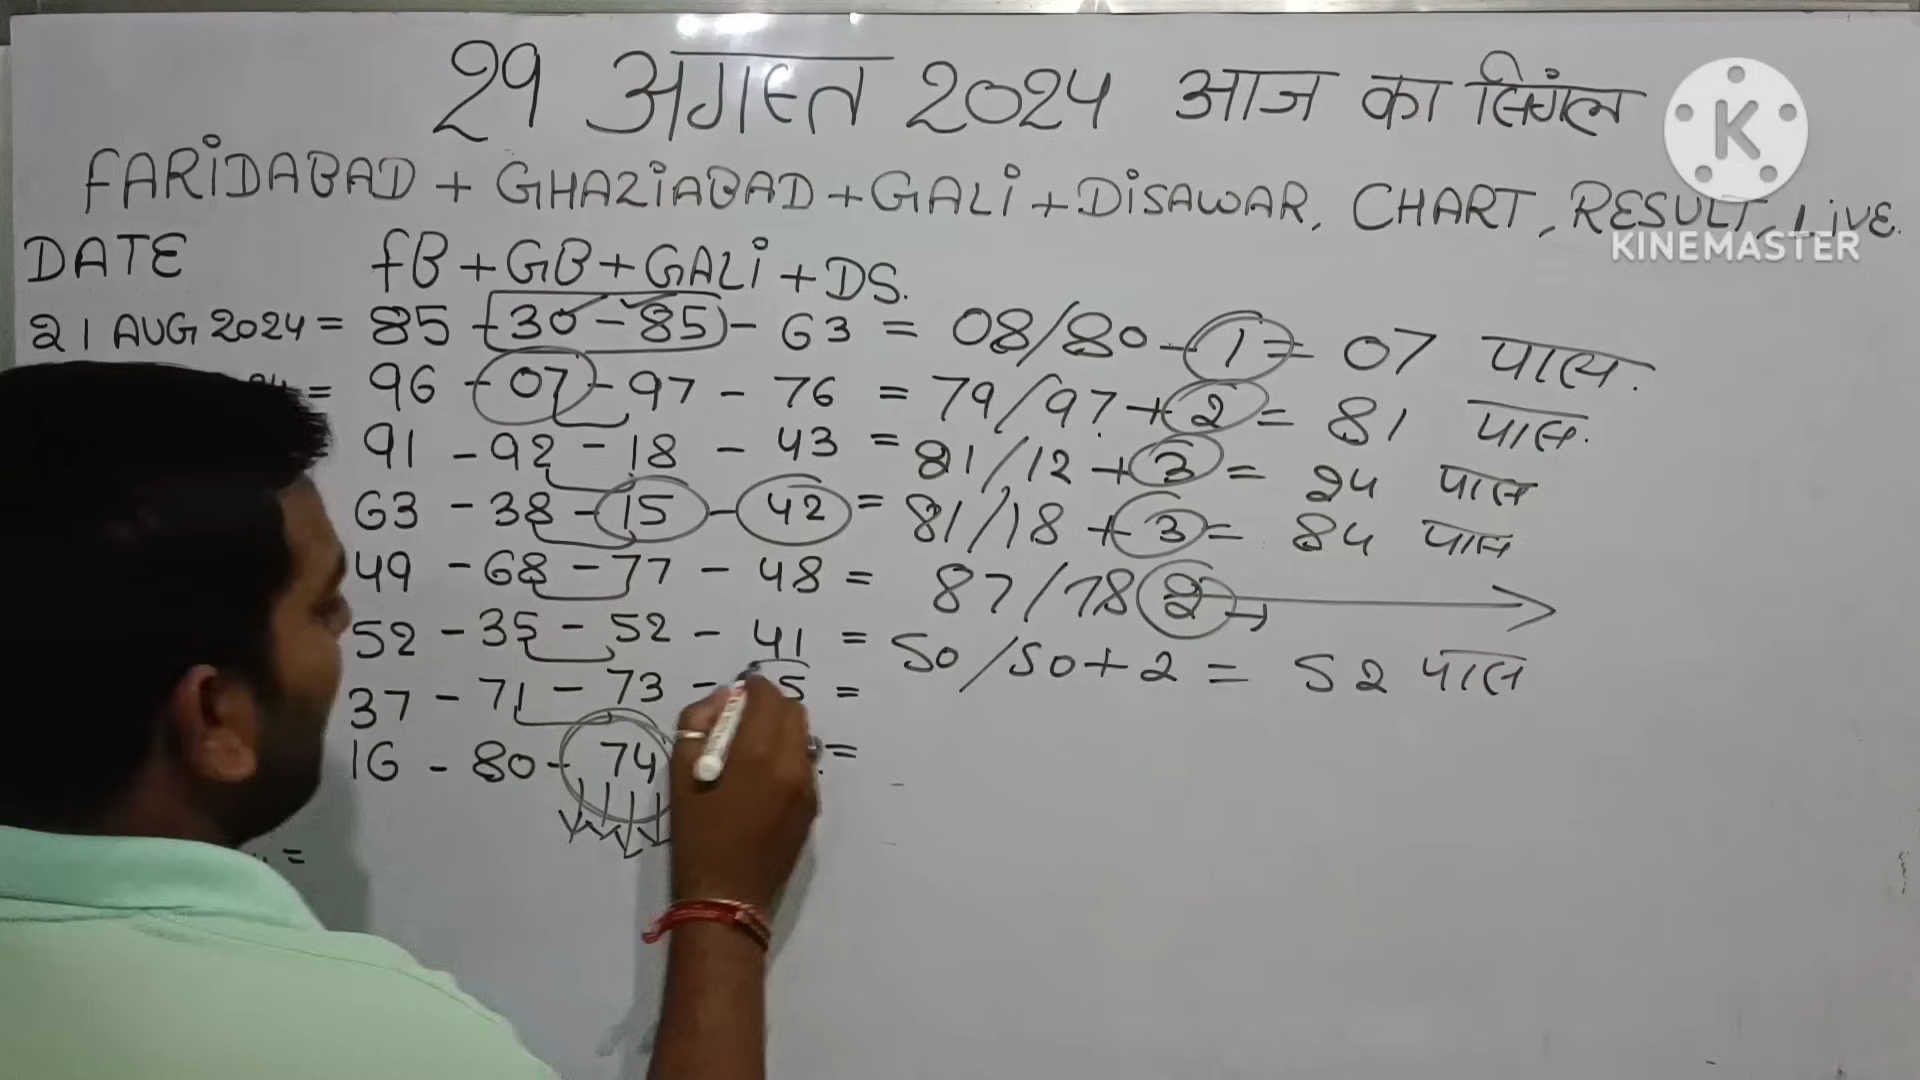 29 अगस्त 2024 आज का सिंगल
FARIDABAD + GHAZIABAD + GALI + DISAWAR, CHART, RESULT, LIVE.
KINEMASTER
DATE FB + GB + GALI + DS.
21 AUG 2024 = 85 - 30 - 85 - 63 = 08/80 - 1 = 07 पास.
= 96 - 07 - 97 - 76 = 79/97 + 2 = 81 पास.
91 - 92 - 18 - 43 = 81/12 + 3 = 24 पास
63 - 38 - 15 - 42 = 81/18 + 3 = 84 पास
49 - 68 - 77 - 48 = 87/78 2 →
52 - 35 - 52 - 41 = 50/50 + 2 = 52 पास
37 - 71 - 73 - 5 =
16 - 80 - 74 =
=